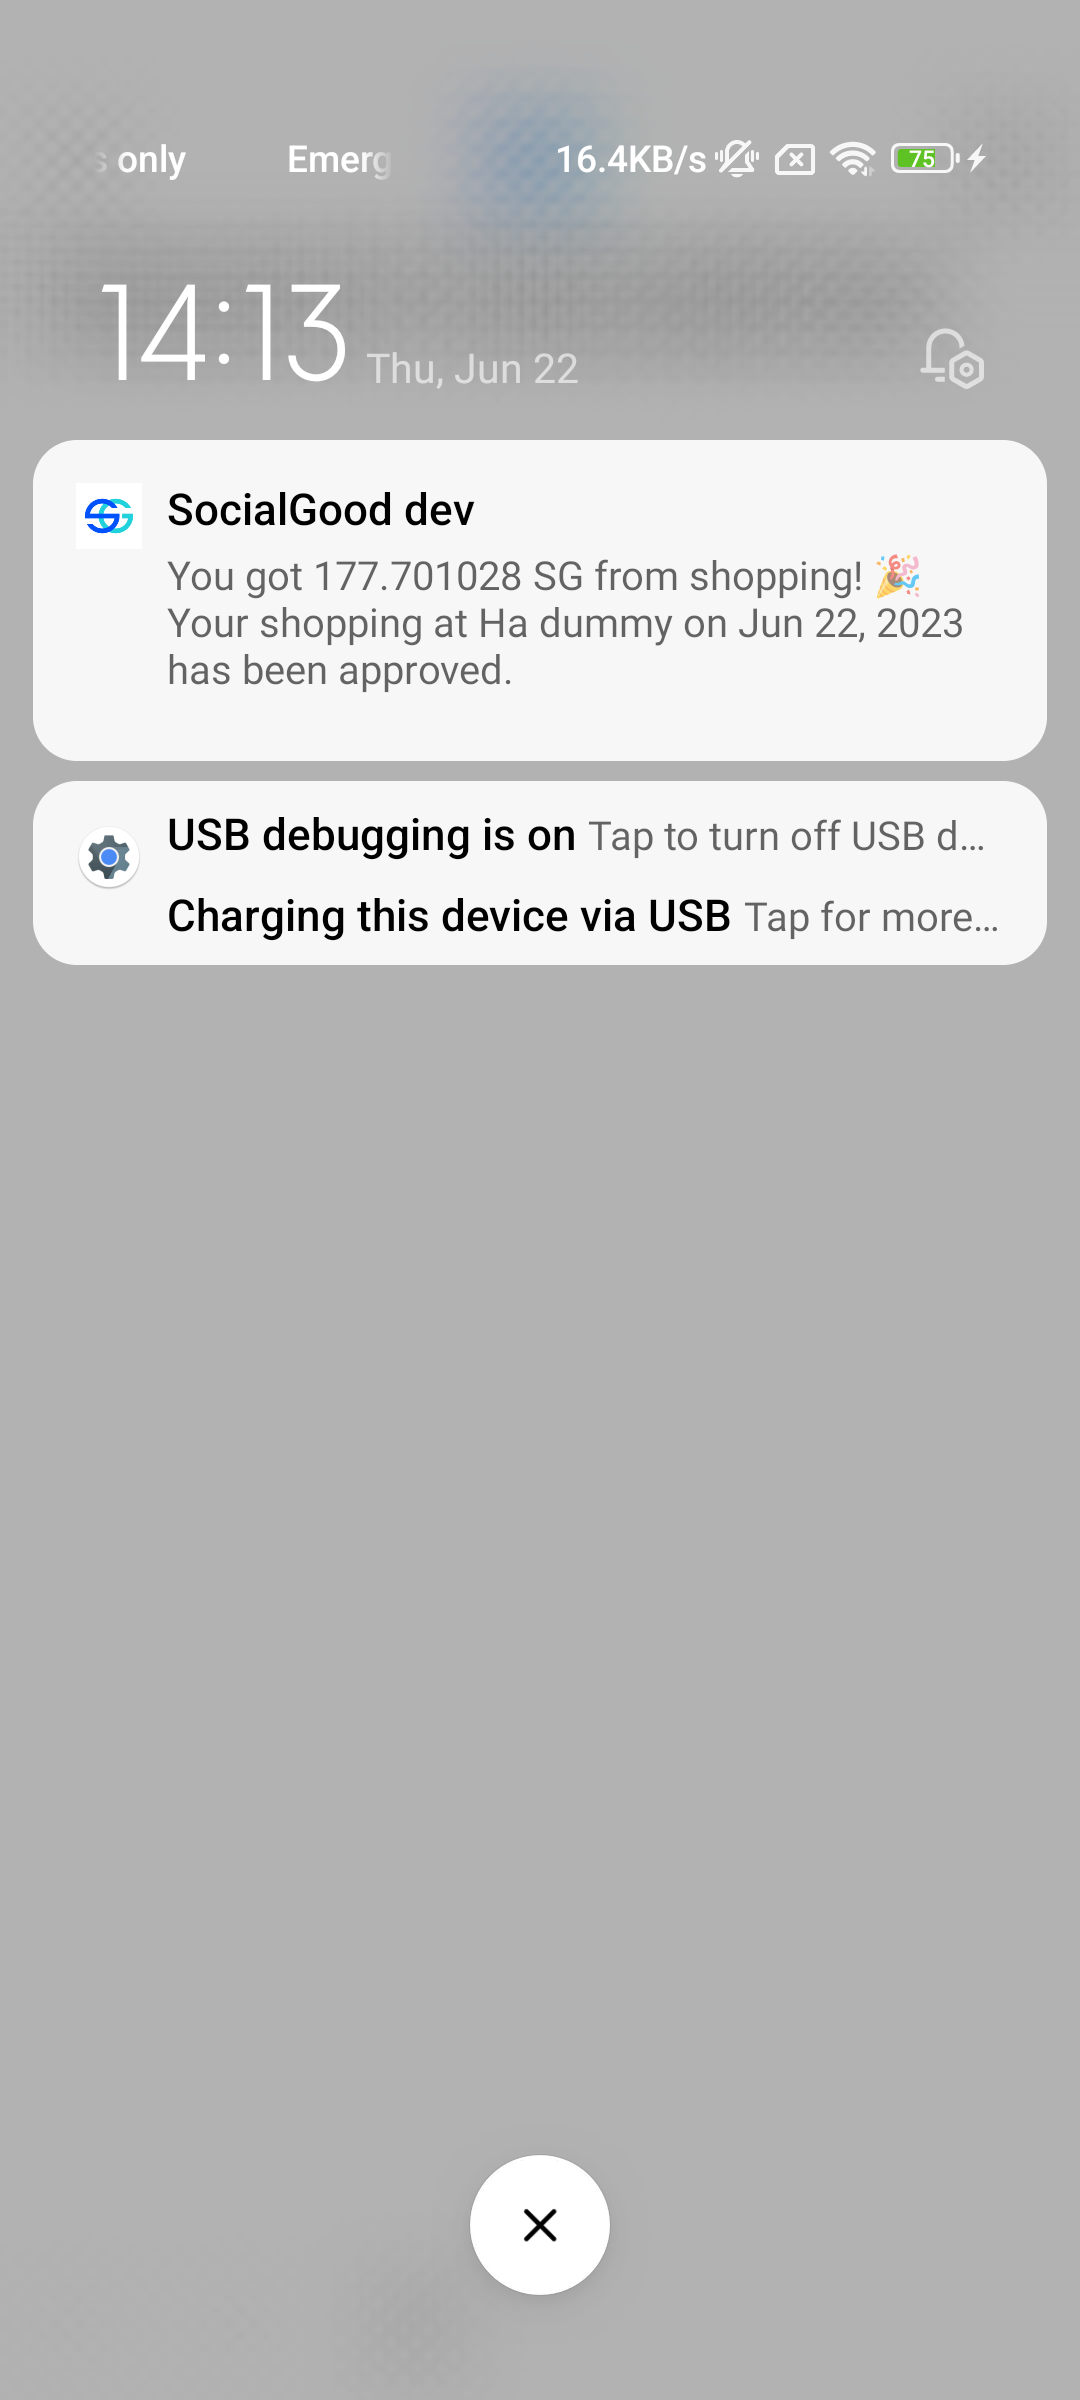 only Emerg 16.4KB/s 75
14:13 Thu, Jun 22
SocialGood dev
You got 177.701028 SG from shopping! 🎉
Your shopping at Ha dummy on Jun 22, 2023
has been approved.
USB debugging is on Tap to turn off USB d…
Charging this device via USB Tap for more…